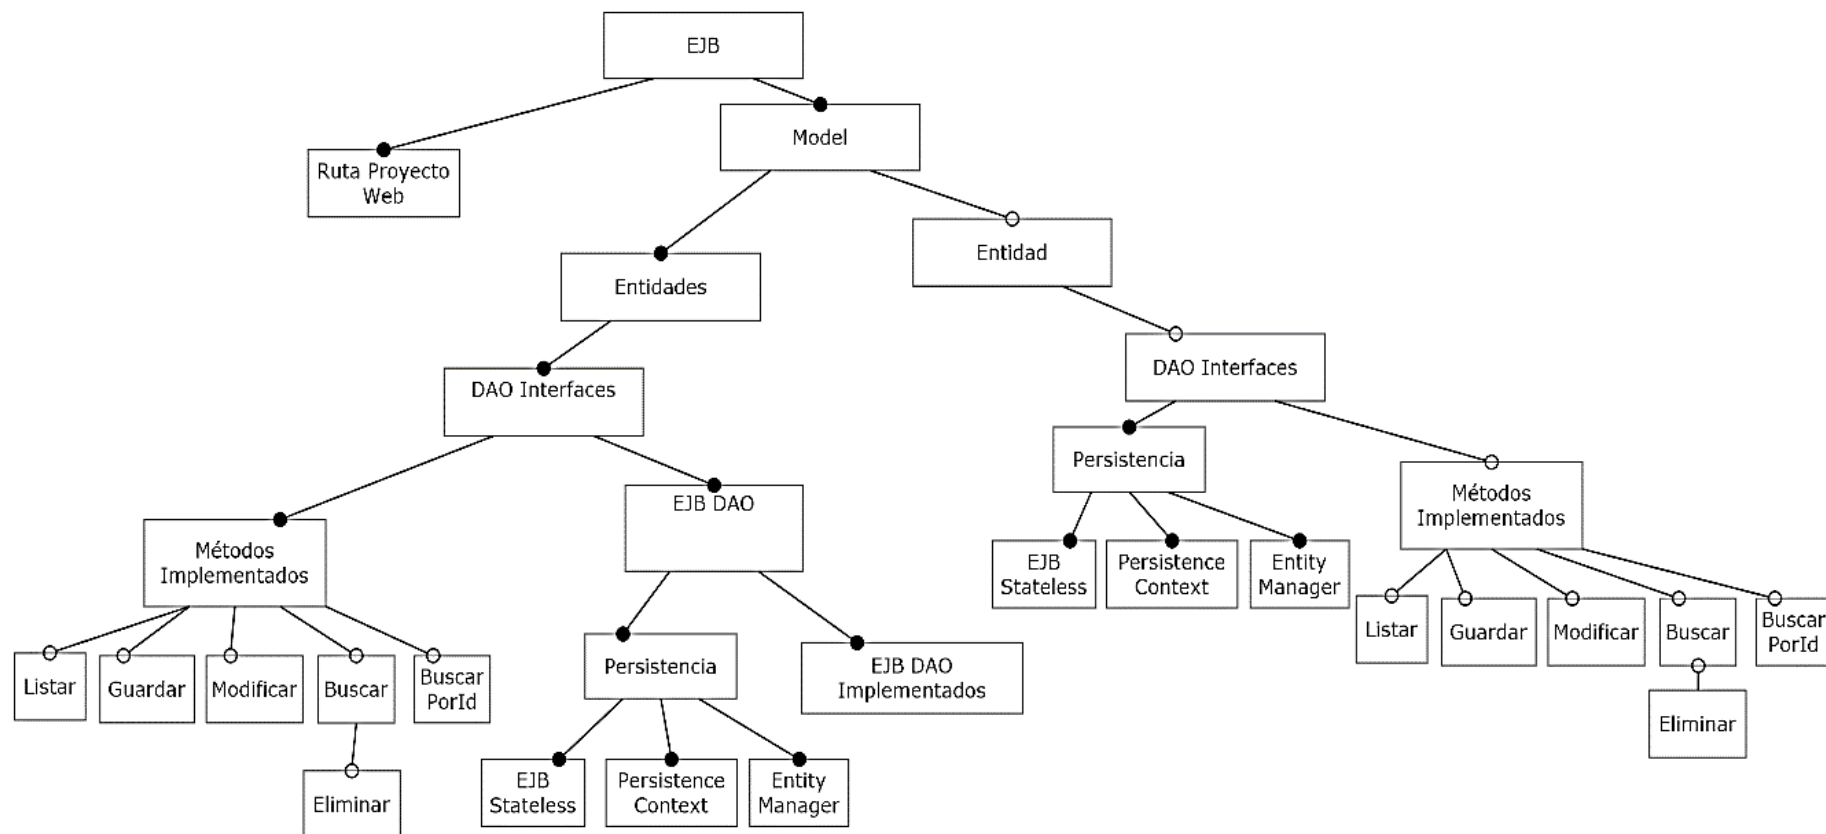 EJB
Model
Ruta Proyecto
Web
Entidad
Entidades
DAO Interfaces
DAO Interfaces
Persistencia
Métodos
Implementados
EJB DAO
Métodos
Implementados
EJB
Stateless
Persistence
Context
Entity
Manager
Listar
Guardar
Modificar
Buscar
Buscar
PorId
Eliminar
Listar
Guardar
Modificar
Buscar
Buscar
PorId
Persistencia
EJB DAO
Implementados
Eliminar
EJB
Stateless
Persistence
Context
Entity
Manager